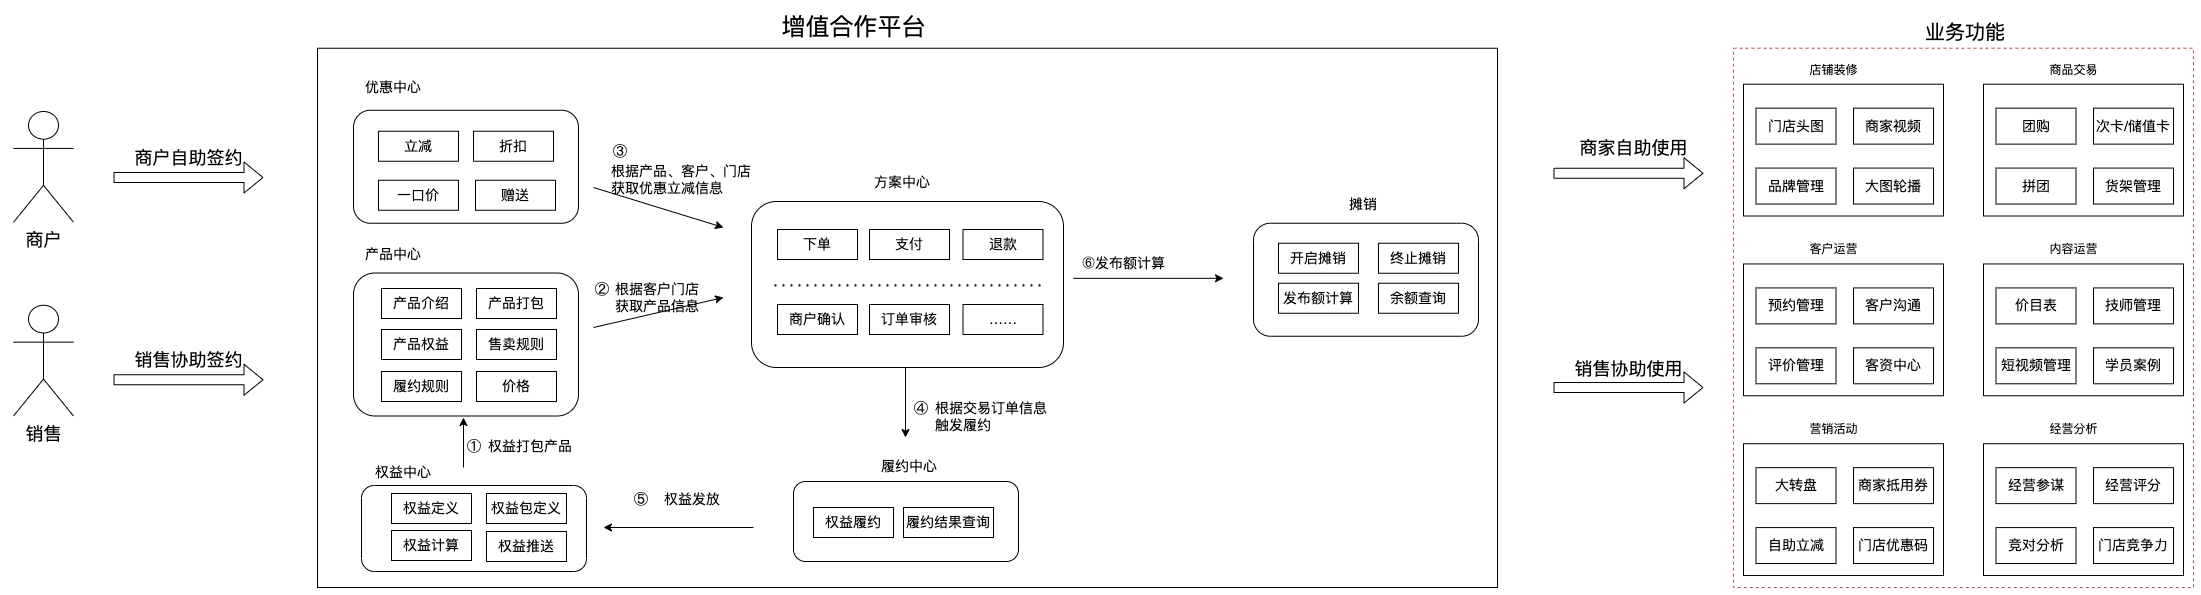 增值合作平台
业务功能
商户自助签约
商户
销售协助签约
销售
优惠中心
立减
折扣
一口价
赠送
③
根据产品、客户、门店
获取优惠立减信息
产品中心
产品介绍
产品打包
产品权益
售卖规则
履约规则
价格
② 根据客户门店
获取产品信息
① 权益打包产品
权益中心
权益定义
权益包定义
权益计算
权益推送
方案中心
下单
支付
退款
商户确认
订单审核
......
④ 根据交易订单信息
触发履约
履约中心
权益履约
履约结果查询
⑤ 权益发放
⑥发布额计算
摊销
开启摊销
终止摊销
发布额计算
余额查询
商家自助使用
销售协助使用
店铺装修
门店头图
商家视频
品牌管理
大图轮播
商品交易
团购
次卡/储值卡
拼团
货架管理
客户运营
预约管理
客户沟通
评价管理
客资中心
内容运营
价目表
技师管理
短视频管理
学员案例
营销活动
大转盘
商家抵用券
自助立减
门店优惠码
经营分析
经营参谋
经营评分
竞对分析
门店竞争力